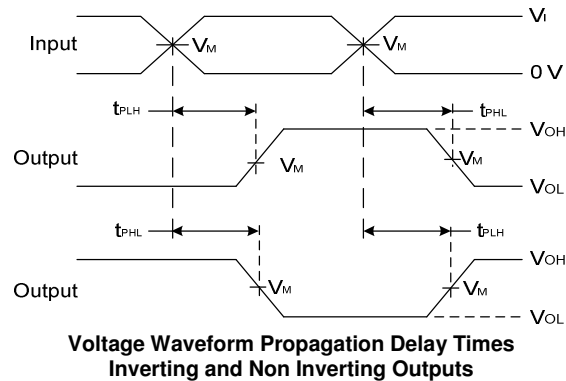 VI
Input VM VM
0 V
tPLH tPHL
VOH
Output VM VM
VOL
tPHL tPLH
VOH
Output VM VM
VOL
Voltage Waveform Propagation Delay Times
Inverting and Non Inverting Outputs